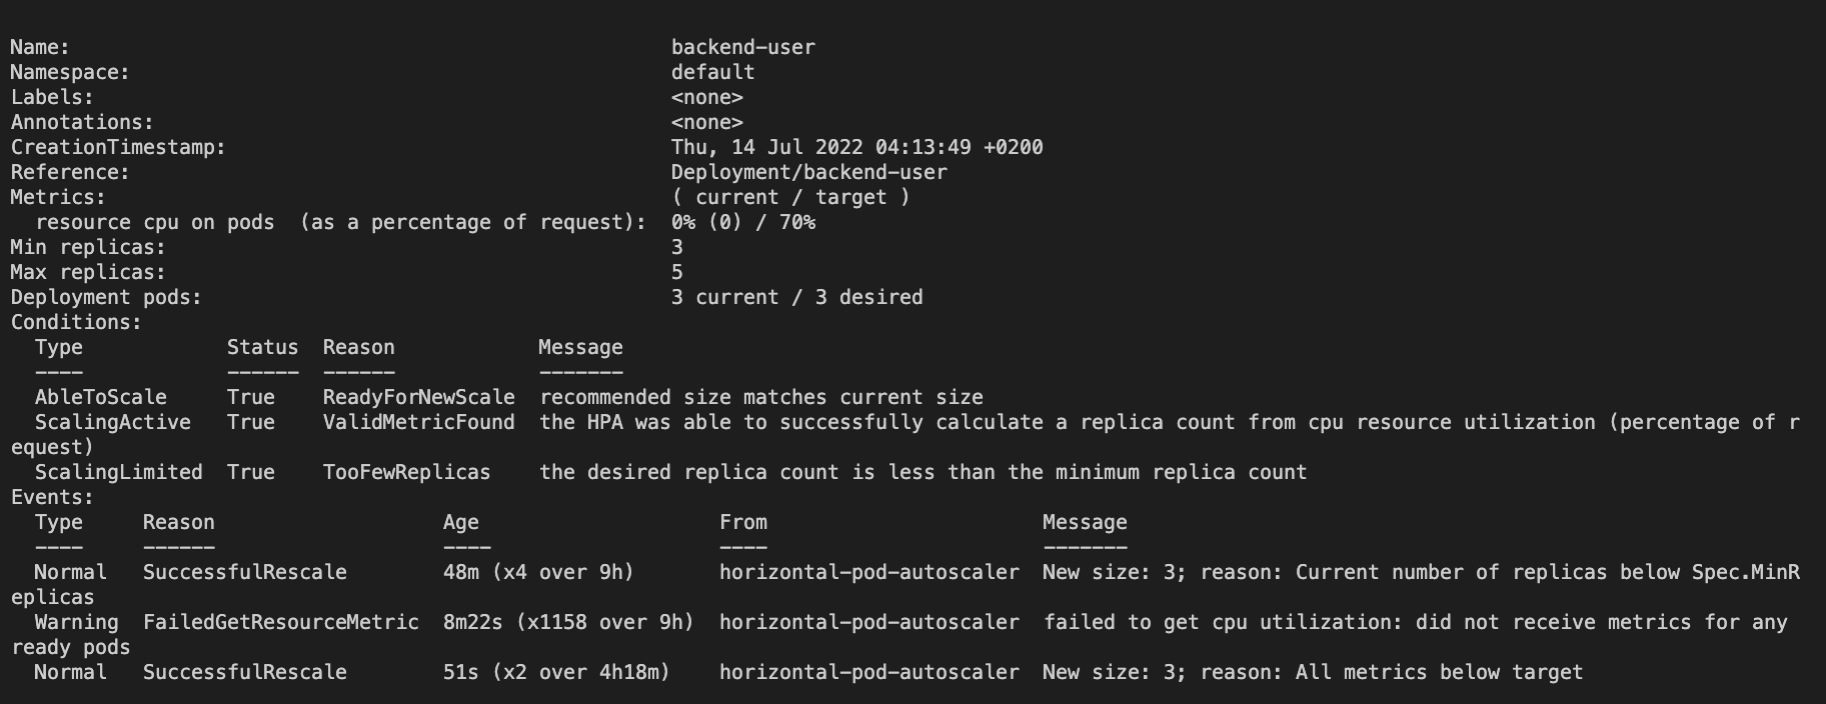 Name:                                                  backend-user
Namespace:                                             default
Labels:                                                <none>
Annotations:                                           <none>
CreationTimestamp:                                     Thu, 14 Jul 2022 04:13:49 +0200
Reference:                                             Deployment/backend-user
Metrics:                                               ( current / target )
  resource cpu on pods  (as a percentage of request):  0% (0) / 70%
Min replicas:                                          3
Max replicas:                                          5
Deployment pods:                                       3 current / 3 desired
Conditions:
  Type            Status  Reason            Message
  ----            ------  ------            -------
  AbleToScale     True    ReadyForNewScale  recommended size matches current size
  ScalingActive   True    ValidMetricFound  the HPA was able to successfully calculate a replica count from cpu resource utilization (percentage of r
equest)
  ScalingLimited  True    TooFewReplicas    the desired replica count is less than the minimum replica count
Events:
  Type     Reason                   Age                    From                       Message
  ----     ------                   ----                   ----                       -------
  Normal   SuccessfulRescale        48m (x4 over 9h)       horizontal-pod-autoscaler  New size: 3; reason: Current number of replicas below Spec.MinR
eplicas
  Warning  FailedGetResourceMetric  8m22s (x1158 over 9h)  horizontal-pod-autoscaler  failed to get cpu utilization: did not receive metrics for any
ready pods
  Normal   SuccessfulRescale        51s (x2 over 4h18m)    horizontal-pod-autoscaler  New size: 3; reason: All metrics below target